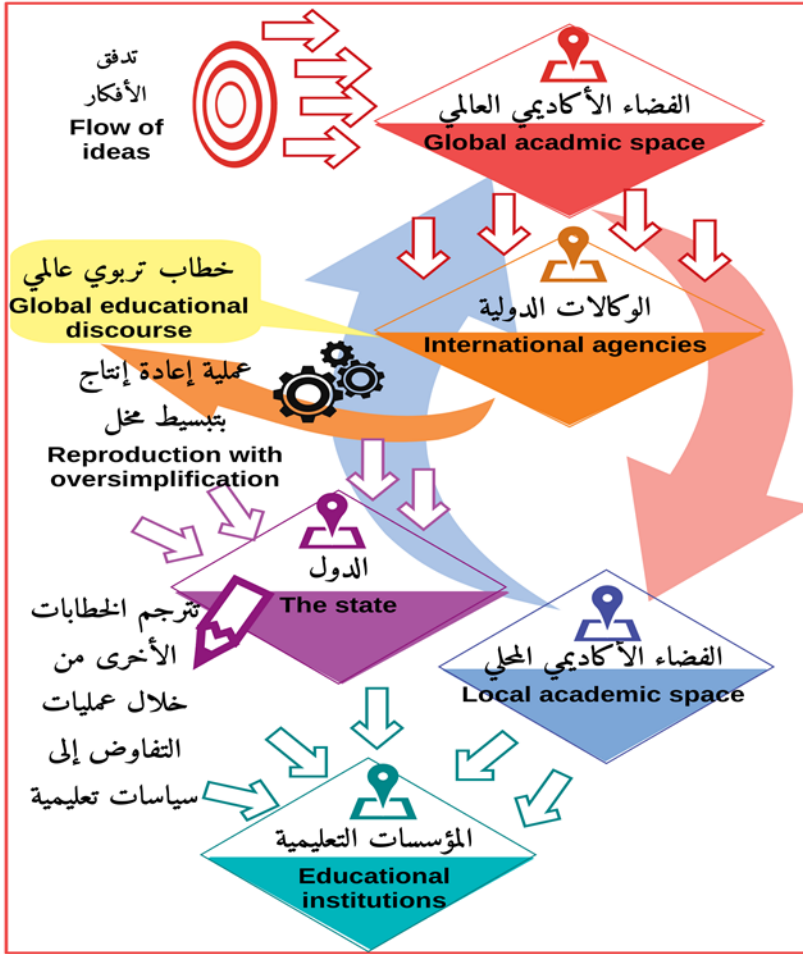 تدفق
الأفكار
Flow of
ideas
الفضاء الأكاديمي العالمي
Global acadmic space
خطاب تربوي عالمي
Global educational
discourse
الوكالات الدولية
International agencies
عملية إعادة إنتاج
بتبسيط مخل
Reproduction with
oversimplification
الدول
The state
تترجم الخطابات
الأخرى من
خلال عمليات
التفاوض إلى
سياسات تعليمية
الفضاء الأكاديمي المحلي
Local academic space
المؤسسات التعليمية
Educational
institutions